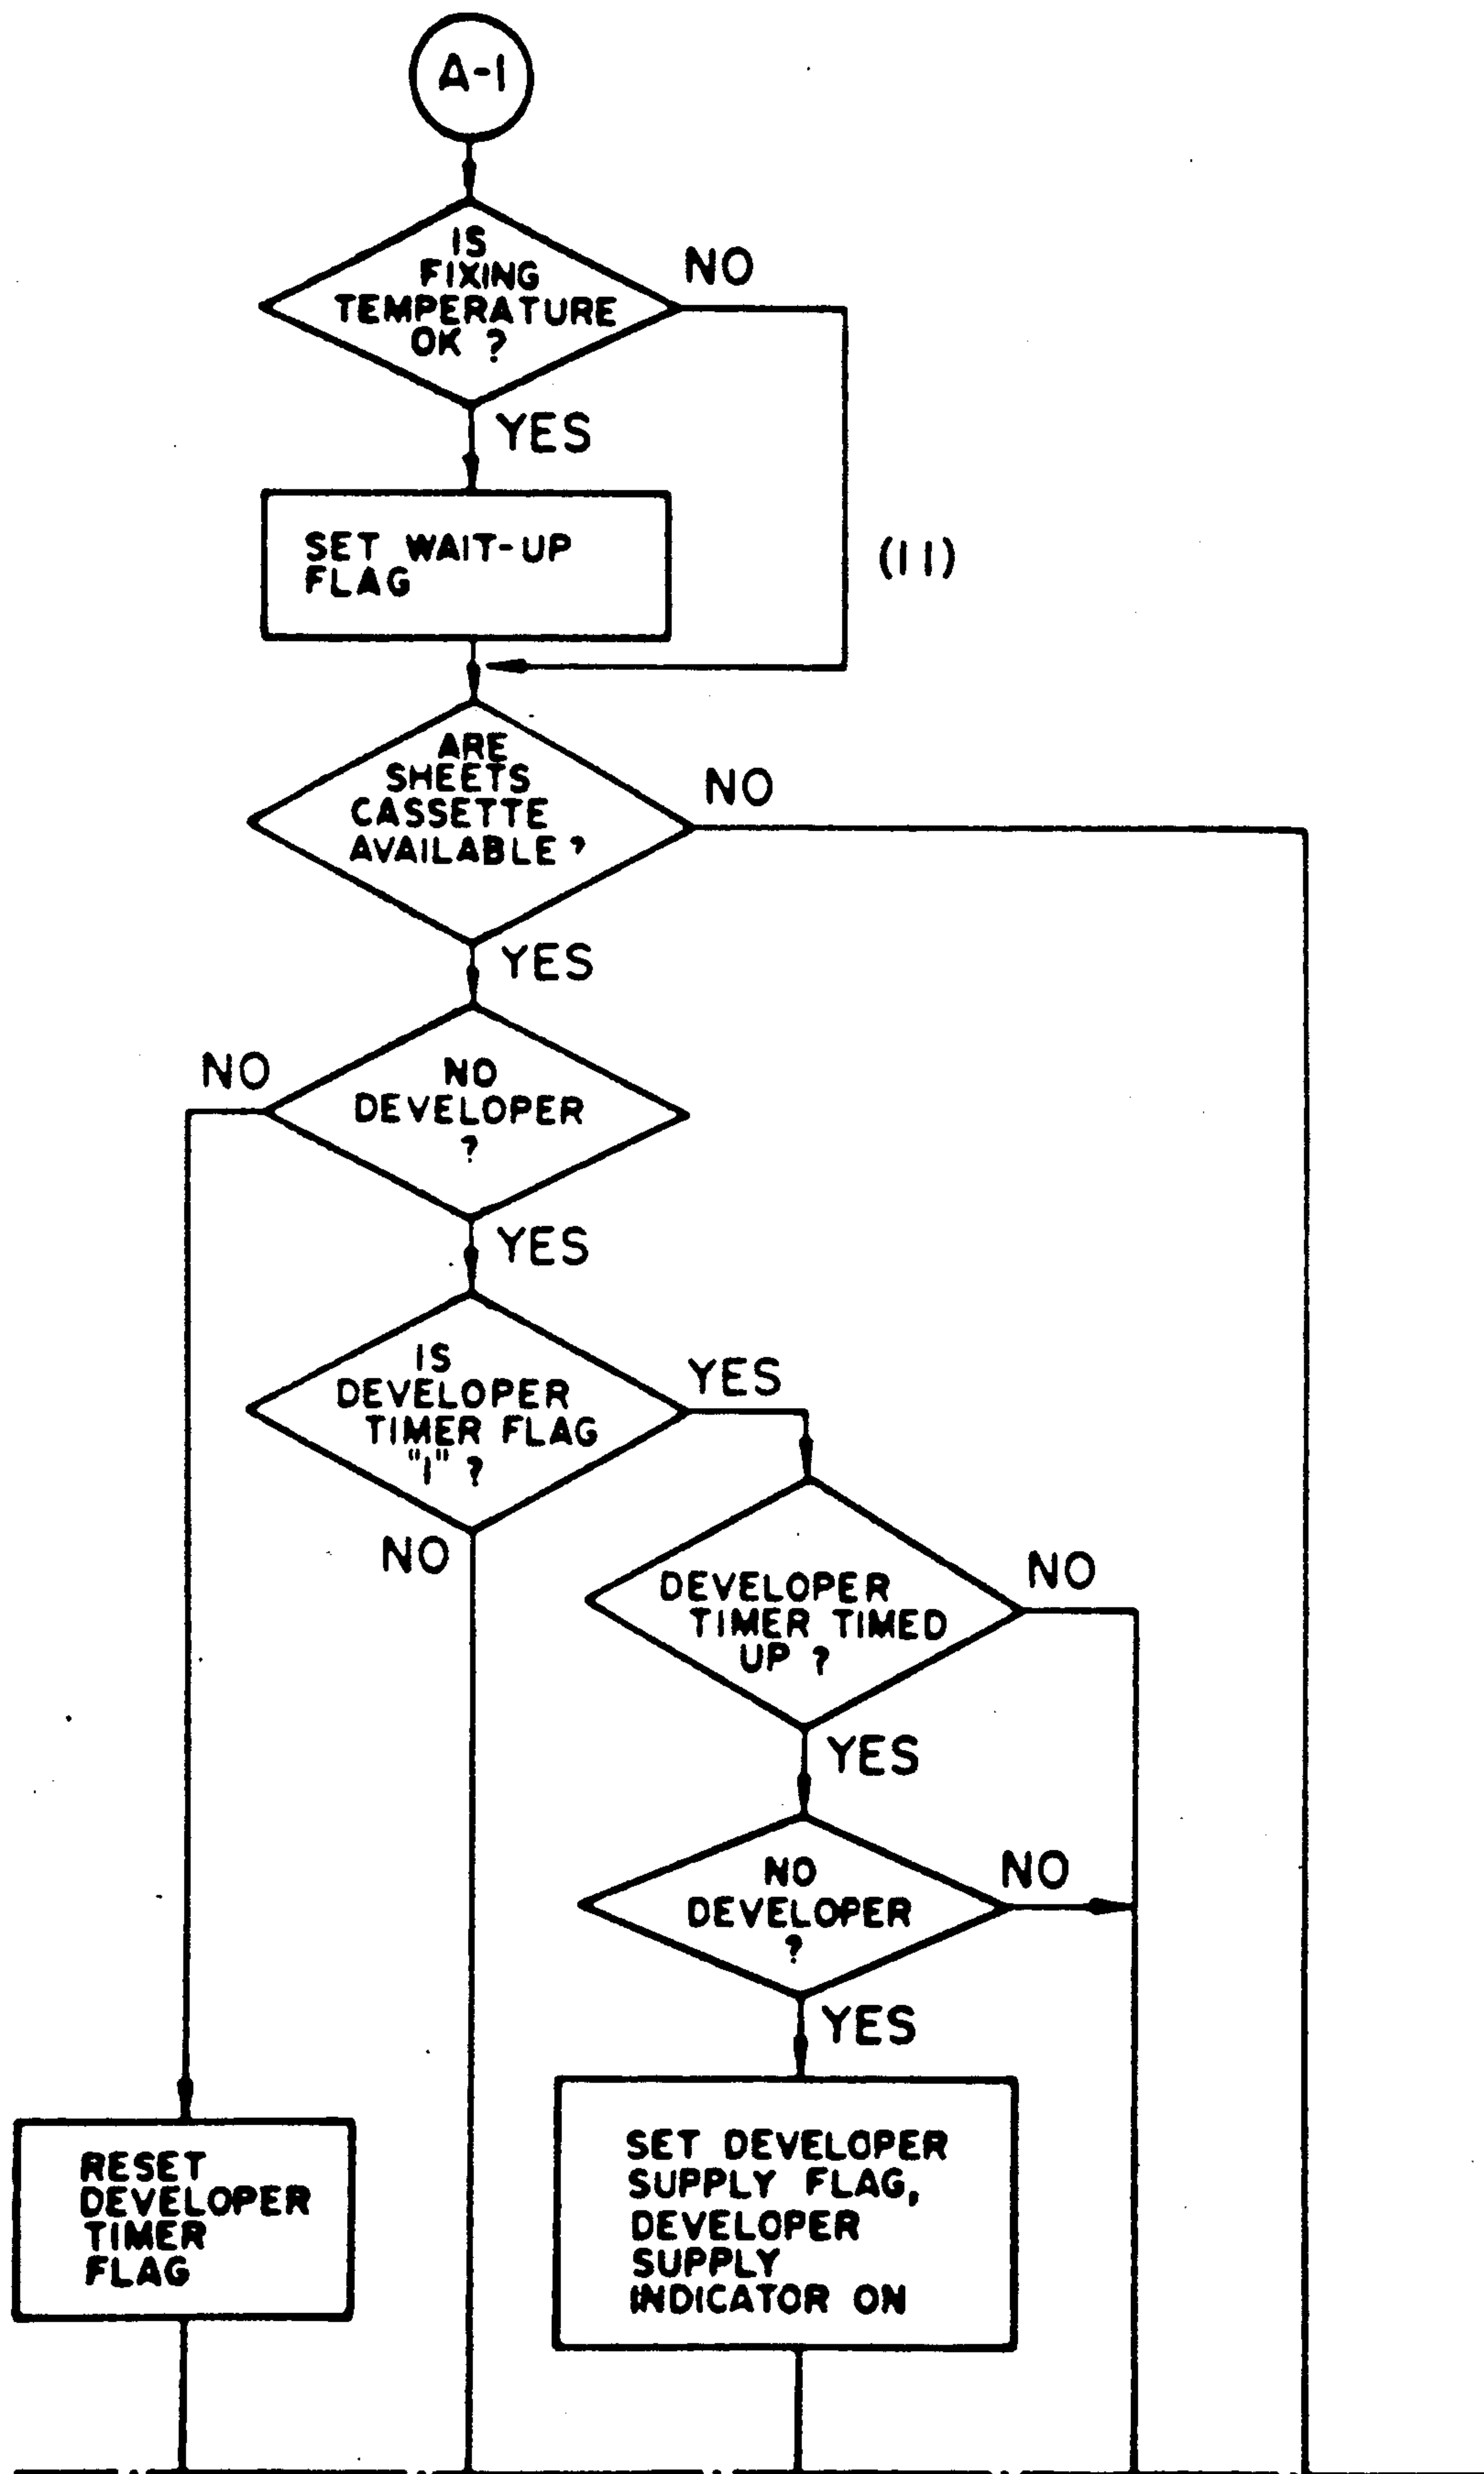 A-1
IS
FIXING
TEMPERATURE
OK ?
NO
YES
SET WAIT-UP
FLAG
(11)
ARE
SHEETS
CASSETTE
AVAILABLE ?
NO
YES
NO
NO
DEVELOPER
?
YES
IS
DEVELOPER
TIMER FLAG
"1" ?
YES
NO
DEVELOPER
TIMER TIMED
UP ?
NO
YES
NO
DEVELOPER
?
NO
YES
RESET
DEVELOPER
TIMER
FLAG
SET DEVELOPER
SUPPLY FLAG,
DEVELOPER
SUPPLY
INDICATOR ON